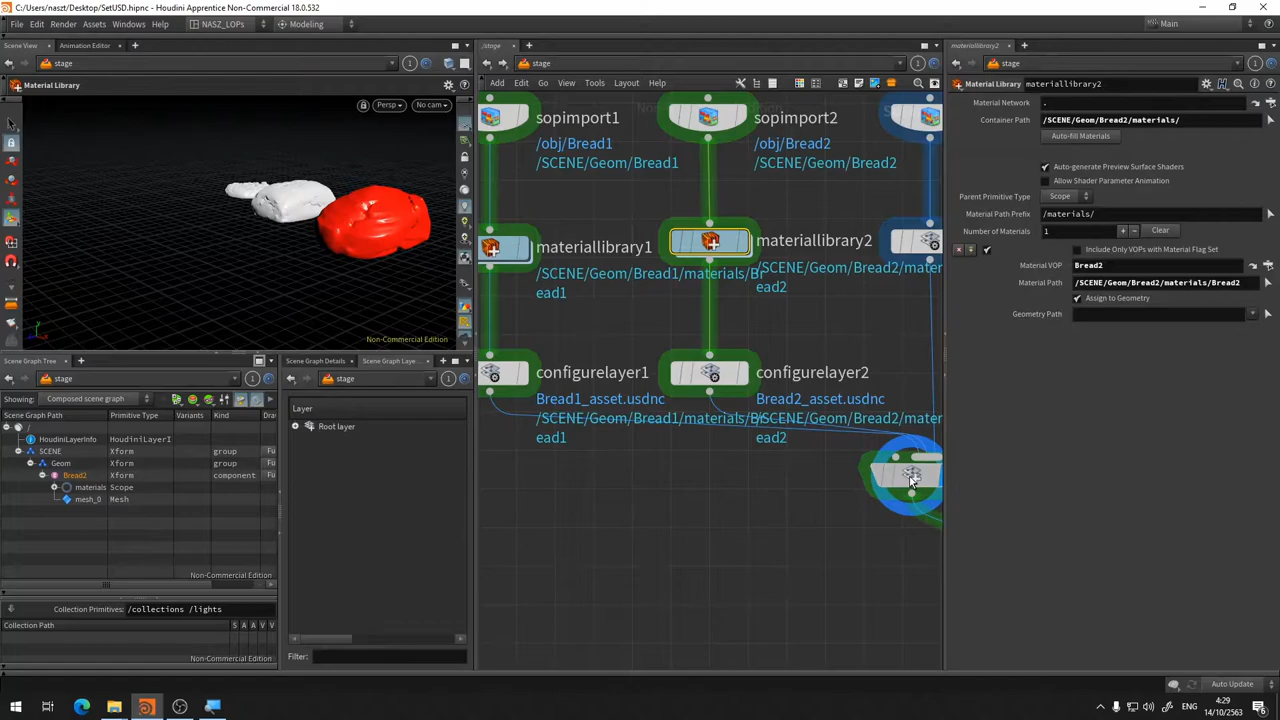 C:/Users/naszt/Desktop/SetUSD.hipnc - Houdini Apprentice Non-Commercial 18.0.532
File Edit Render Assets Windows Help NASZ_LOPs Modeling Main
Scene View Animation Editor
stage
Material Library
Persp No cam
Non-Commercial Edition
Scene Graph Tree
stage
Showing: Composed scene graph
Scene Graph Path Primitive Type Variants Kind Dra
/
HoudiniLayerInfo HoudiniLayerI
SCENE Xform group Fu
Geom Xform group Fu
Bread2 Xform component Fu
materials Scope
mesh_0 Mesh
Non-Commercial Edition
Collection Primitives: /collections /lights
Collection Path S A A V V
Non-Commercial Edition
Scene Graph Details Scene Graph Laye
stage
Layer
Root layer
Filter:
/stage
stage
Add Edit Go View Tools Layout Help
sopimport1
/obj/Bread1
/SCENE/Geom/Bread1
sopimport2
/obj/Bread2
/SCENE/Geom/Bread2
materiallibrary1
/SCENE/Geom/Bread1/materials/Br
ead1
materiallibrary2
/SCENE/Geom/Bread2/mater
ead2
configurelayer1
Bread1_asset.usdnc
/SCENE/Geom/Bread1/materials/Br
ead1
configurelayer2
Bread2_asset.usdnc
/SCENE/Geom/Bread2/mater
ead2
materiallibrary2
stage
Material Library materiallibrary2
Material Network .
Container Path /SCENE/Geom/Bread2/materials/
Auto-fill Materials
Auto-generate Preview Surface Shaders
Allow Shader Parameter Animation
Parent Primitive Type Scope
Material Path Prefix /materials/
Number of Materials 1 + - Clear
Include Only VOPs with Material Flag Set
Material VOP Bread2
Material Path /SCENE/Geom/Bread2/materials/Bread2
Assign to Geometry
Geometry Path
Auto Update
ENG 4:29
14/10/2563